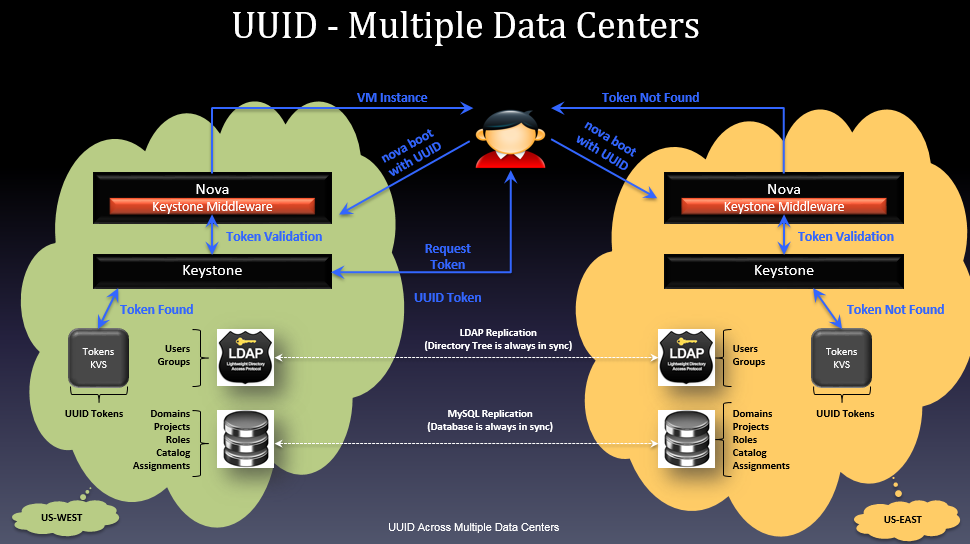 UUID - Multiple Data Centers
VM Instance
Token Not Found
nova boot
with UUID
nova boot
with UUID
Nova
Keystone Middleware
Nova
Keystone Middleware
Token Validation
Token Validation
Request
Token
Keystone
Keystone
UUID Token
Token Found
Token Not Found
Tokens
KVS
Users
Groups
LDAP
Lightweight Directory
Access Protocol
LDAP Replication
(Directory Tree is always in sync)
LDAP
Lightweight Directory
Access Protocol
Users
Groups
Tokens
KVS
UUID Tokens
UUID Tokens
Domains
Projects
Roles
Catalog
Assignments
MySQL Replication
(Database is always in sync)
Domains
Projects
Roles
Catalog
Assignments
US-WEST
US-EAST
UUID Across Multiple Data Centers